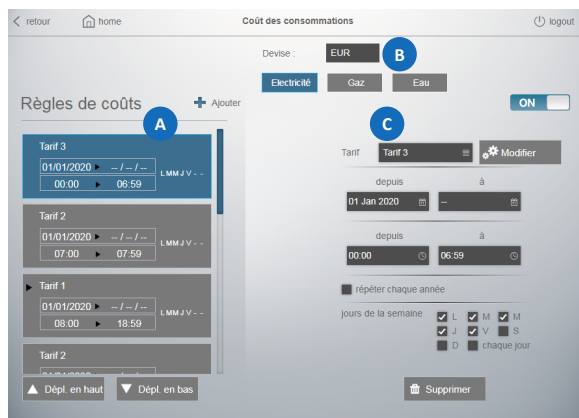 retour
home
Coût des consommations
logout
Devise :
EUR
B
Electricité
Gaz
Eau
Règles de coûts
Ajouter
ON
A
C
Tarif 3
01/01/2020 -- / -- / --
00:00 06:59
L M M J V - -
Tarif 2
01/01/2020 -- / -- / --
07:00 07:59
L M M J V - -
Tarif 1
01/01/2020 -- / -- / --
08:00 18:59
L M M J V - -
Tarif 2
Dépl. en haut
Dépl. en bas
Tarif
Tarif 3
Modifier
depuis
à
01 Jan 2020
--
depuis
à
00:00
06:59
répéter chaque année
jours de la semaine
L M M
J V S
D chaque jour
Supprimer